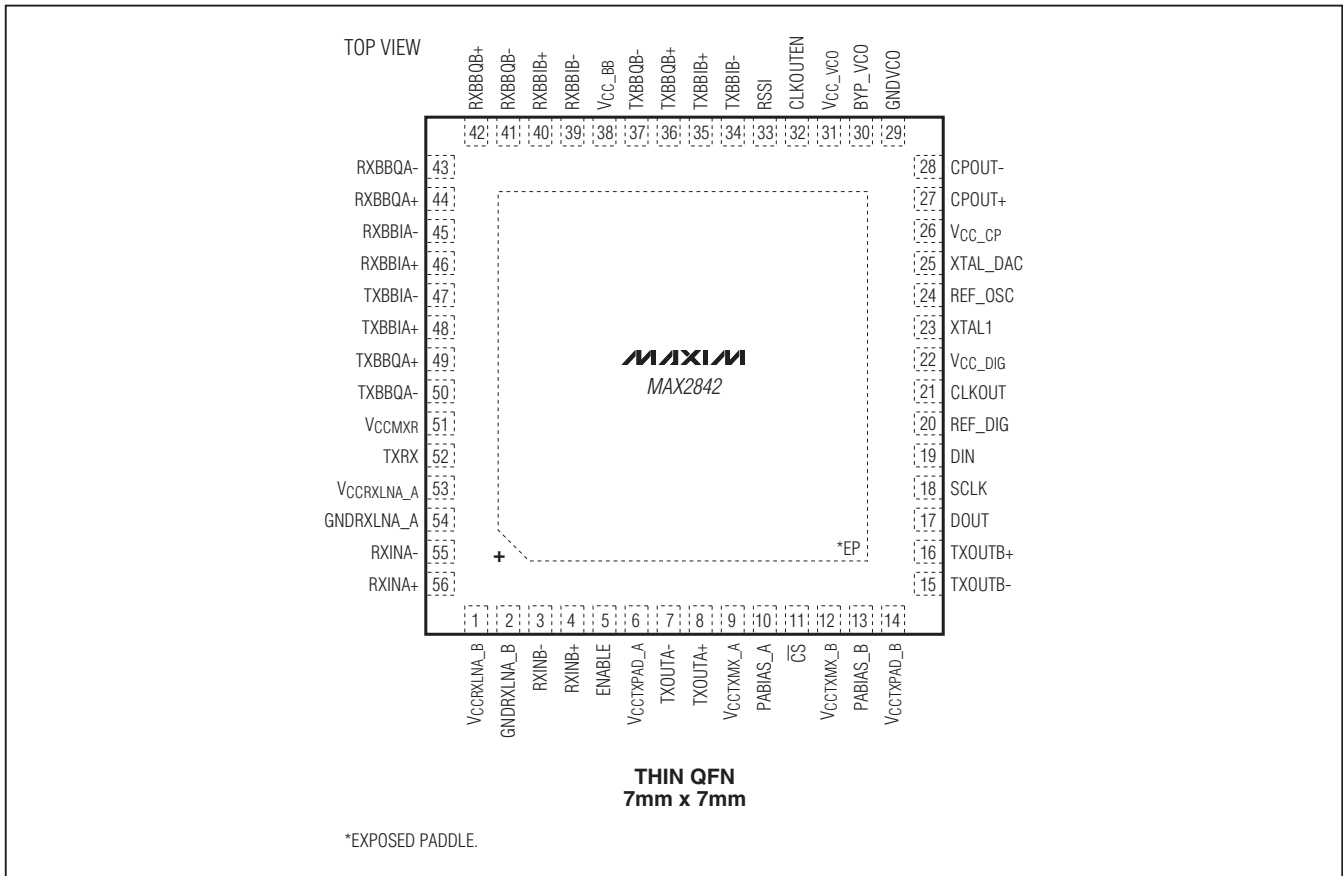 TOP VIEW
RXBBQB+
RXBBQB-
RXBBIB+
RXBBIB-
VCC_BB
TXBBQB-
TXBBQB+
TXBBIB+
TXBBIB-
RSSI
CLKOUTEN
VCC_VCO
BYP_VCO
GNDVCO
42 41 40 39 38 37 36 35 34 33 32 31 30 29
RXBBQA- 43
RXBBQA+ 44
RXBBIA- 45
RXBBIA+ 46
TXBBIA- 47
TXBBIA+ 48
TXBBQA+ 49
TXBBQA- 50
VCCMXR 51
TXRX 52
VCCRXLNA_A 53
GNDRXLNA_A 54
RXINA- 55
RXINA+ 56
28 CPOUT-
27 CPOUT+
26 VCC_CP
25 XTAL_DAC
24 REF_OSC
23 XTAL1
22 VCC_DIG
21 CLKOUT
20 REF_DIG
19 DIN
18 SCLK
17 DOUT
16 TXOUTB+
15 TXOUTB-
MAXIM
MAX2842
+
*EP
1 2 3 4 5 6 7 8 9 10 11 12 13 14
VCCRXLNA_B
GNDRXLNA_B
RXINB-
RXINB+
ENABLE
VCCTXPAD_A
TXOUTA-
TXOUTA+
VCCTXMX_A
PABIAS_A
C̅S̅
VCCTXMX_B
PABIAS_B
VCCTXPAD_B
THIN QFN
7mm x 7mm
*EXPOSED PADDLE.